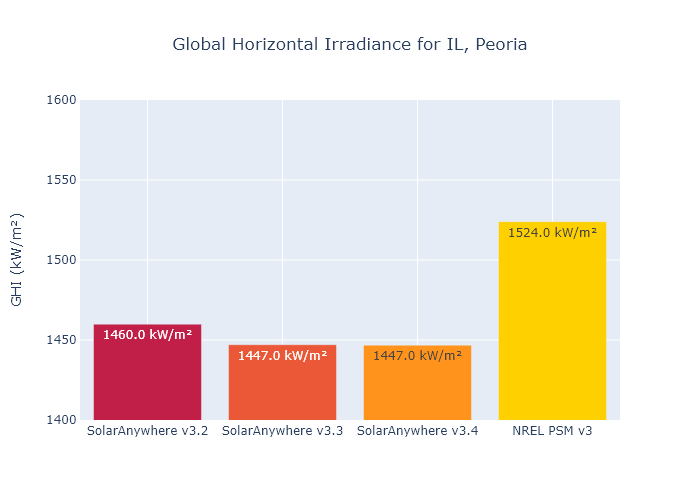 Global Horizontal Irradiance for IL, Peoria
GHI (kW/m²)
1600
1550
1500
1450
1400
1460.0 kW/m²
1447.0 kW/m²
1447.0 kW/m²
1524.0 kW/m²
SolarAnywhere v3.2
SolarAnywhere v3.3
SolarAnywhere v3.4
NREL PSM v3